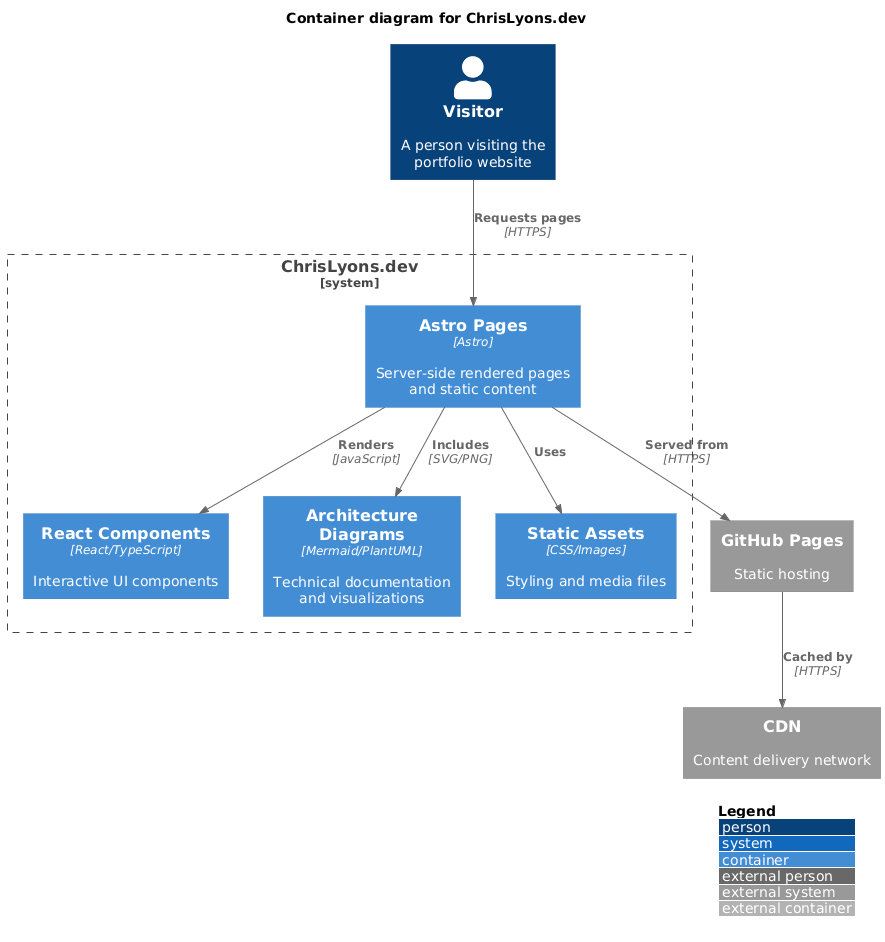 Container diagram for ChrisLyons.dev
Visitor
A person visiting the
portfolio website
Requests pages
[HTTPS]
ChrisLyons.dev
[system]
Astro Pages
[Astro]
Server-side rendered pages
and static content
Renders
[JavaScript]
Includes
[SVG/PNG]
Uses
Served from
[HTTPS]
React Components
[React/TypeScript]
Interactive UI components
Architecture
Diagrams
[Mermaid/PlantUML]
Technical documentation
and visualizations
Static Assets
[CSS/Images]
Styling and media files
GitHub Pages
Static hosting
Cached by
[HTTPS]
CDN
Content delivery network
Legend
person
system
container
external person
external system
external container